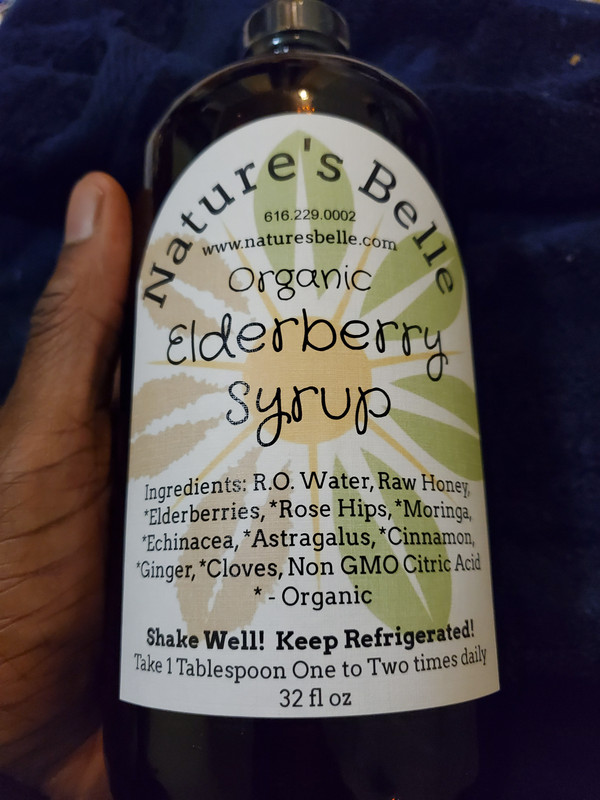 Nature's Belle
616.229.0002
www.naturesbelle.com
Organic
Elderberry
Syrup
Ingredients: R.O. Water, Raw Honey,
*Elderberries, *Rose Hips, *Moringa,
*Echinacea, *Astragalus, *Cinnamon,
*Ginger, *Cloves, Non GMO Citric Acid
* - Organic
Shake Well! Keep Refrigerated!
Take 1 Tablespoon One to Two times daily
32 fl oz